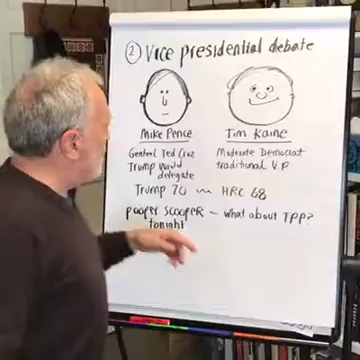 ② Vice presidential debate
Mike Pence
Genteel Ted Cruz
Trump would
delegate
Tim Kaine
Moderate Democrat
traditional V.P
Trump 70 ~ HRC 68
pooper scooper ~ what about TPP?
tonight